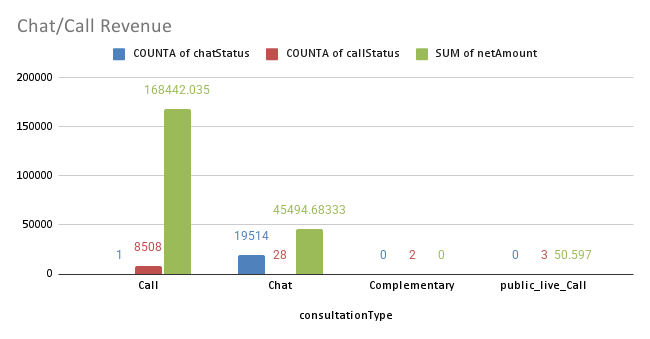 Chat/Call Revenue
COUNTA of chatStatus COUNTA of callStatus SUM of netAmount
200000
168442.035
150000
100000
50000
45494.68333
19514
8508
1
28
0 2 0
0 3 50.597
0
Call Chat Complementary public_live_Call
consultationType